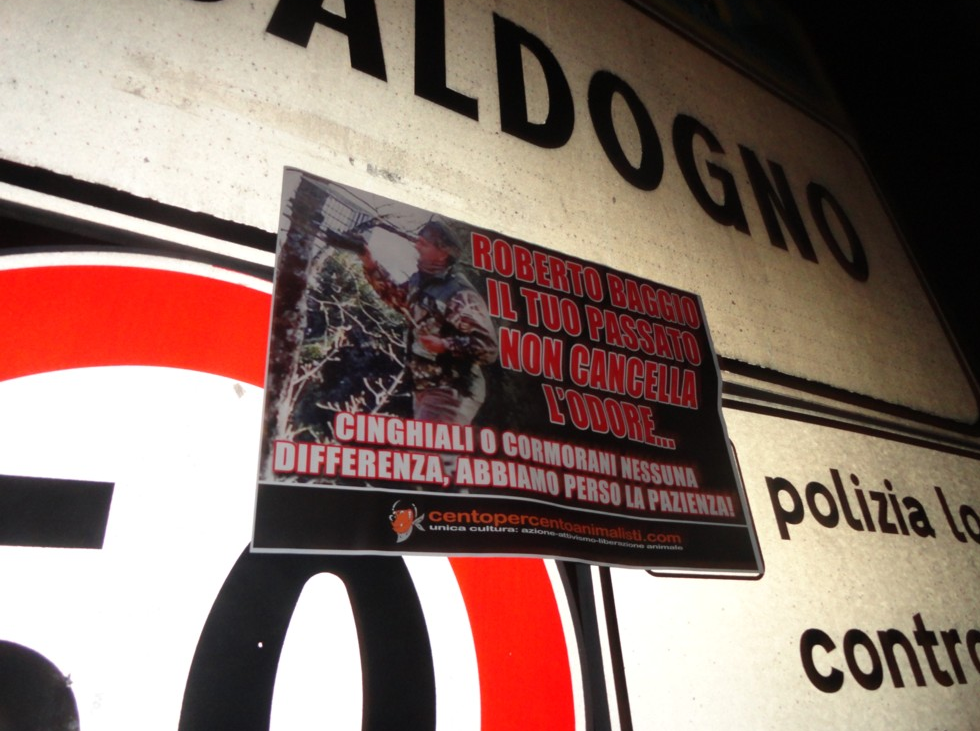 ALDOGNO
ROBERTO BAGGIO
IL TUO PASSATO
NON CANCELLA
L'ODORE...
CINGHIALI O CORMORANI NESSUNA
DIFFERENZA, ABBIAMO PERSO LA PAZIENZA!
centopercentoanimalisti.com
unica cultura: azione-attivismo-liberazione animale
50
polizia lo
contro